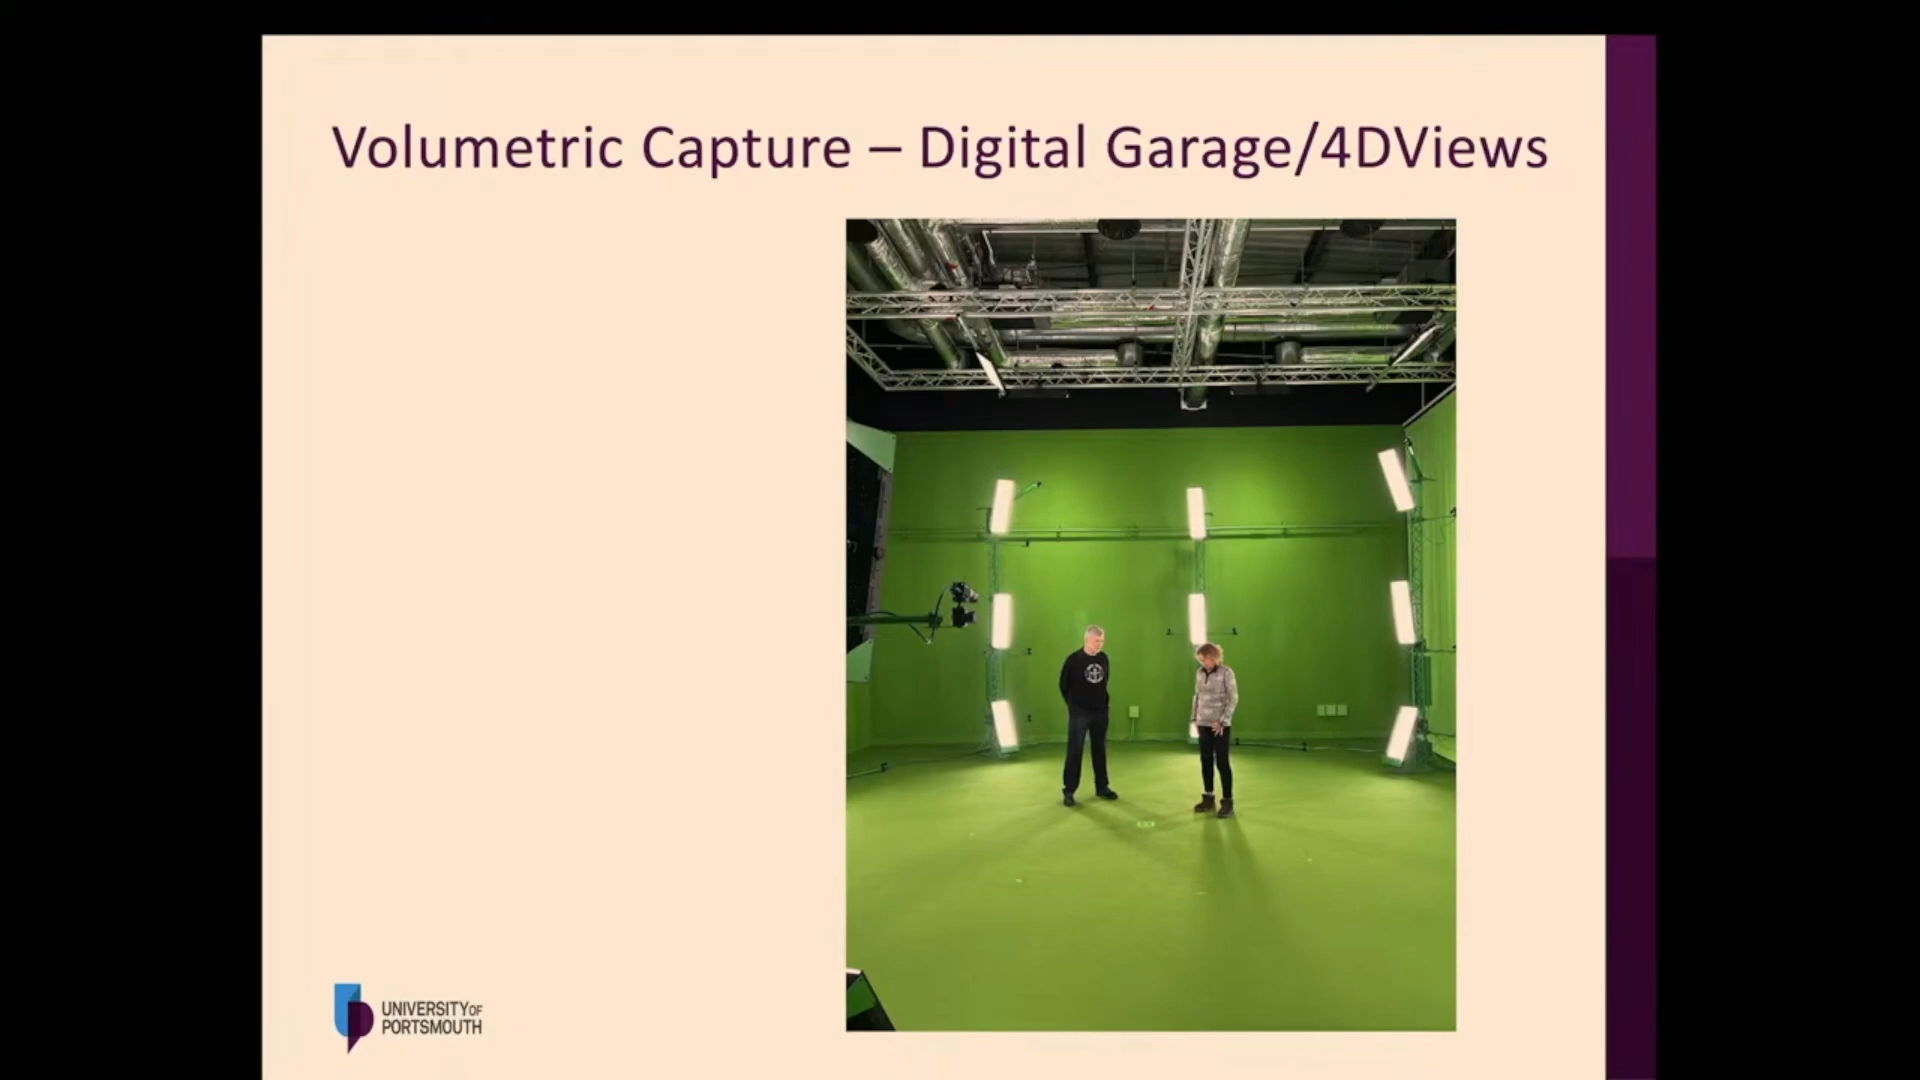 Volumetric Capture – Digital Garage/4DViews
UNIVERSITY OF
PORTSMOUTH